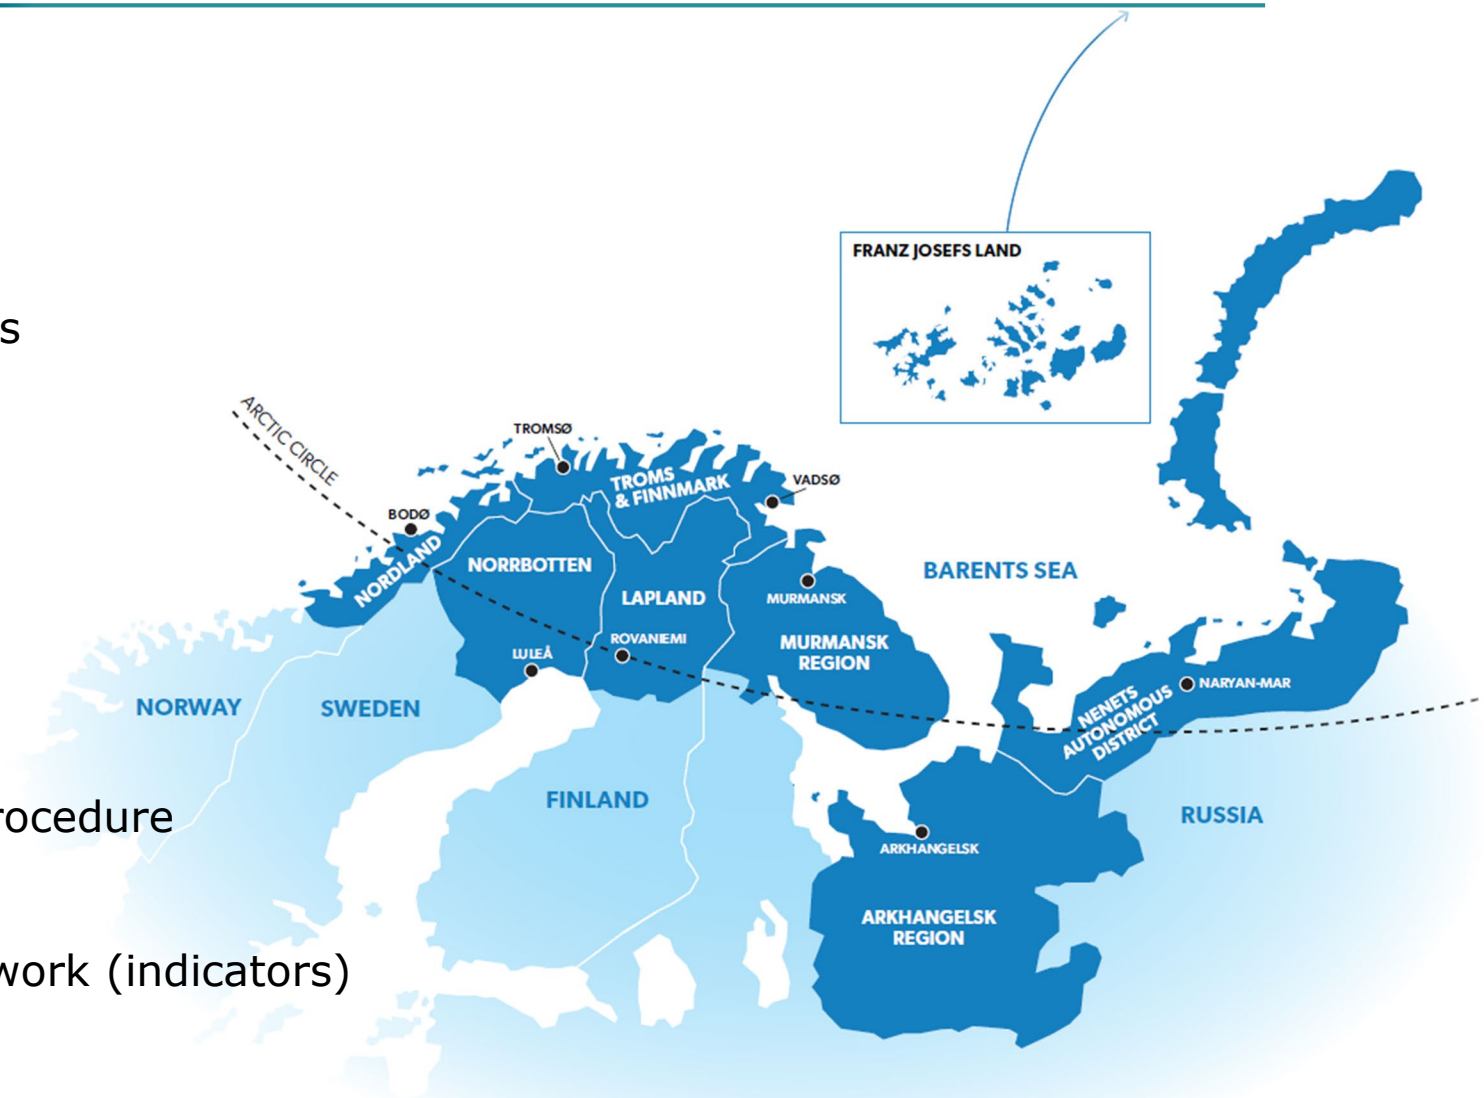 FRANZ JOSEFS LAND
s
ARCTIC CIRCLE
TROMSØ
TROMS
& FINNMARK
VADSØ
BODØ
NORDLAND
NORRBOTTEN
LAPLAND
BARENTS SEA
MURMANSK
ROVANIEMI
MURMANSK
REGION
LULEÅ
NARYAN-MAR
NENETS
AUTONOMOUS
DISTRICT
NORWAY
SWEDEN
FINLAND
RUSSIA
rocedure
ARKHANGELSK
ARKHANGELSK
REGION
work (indicators)